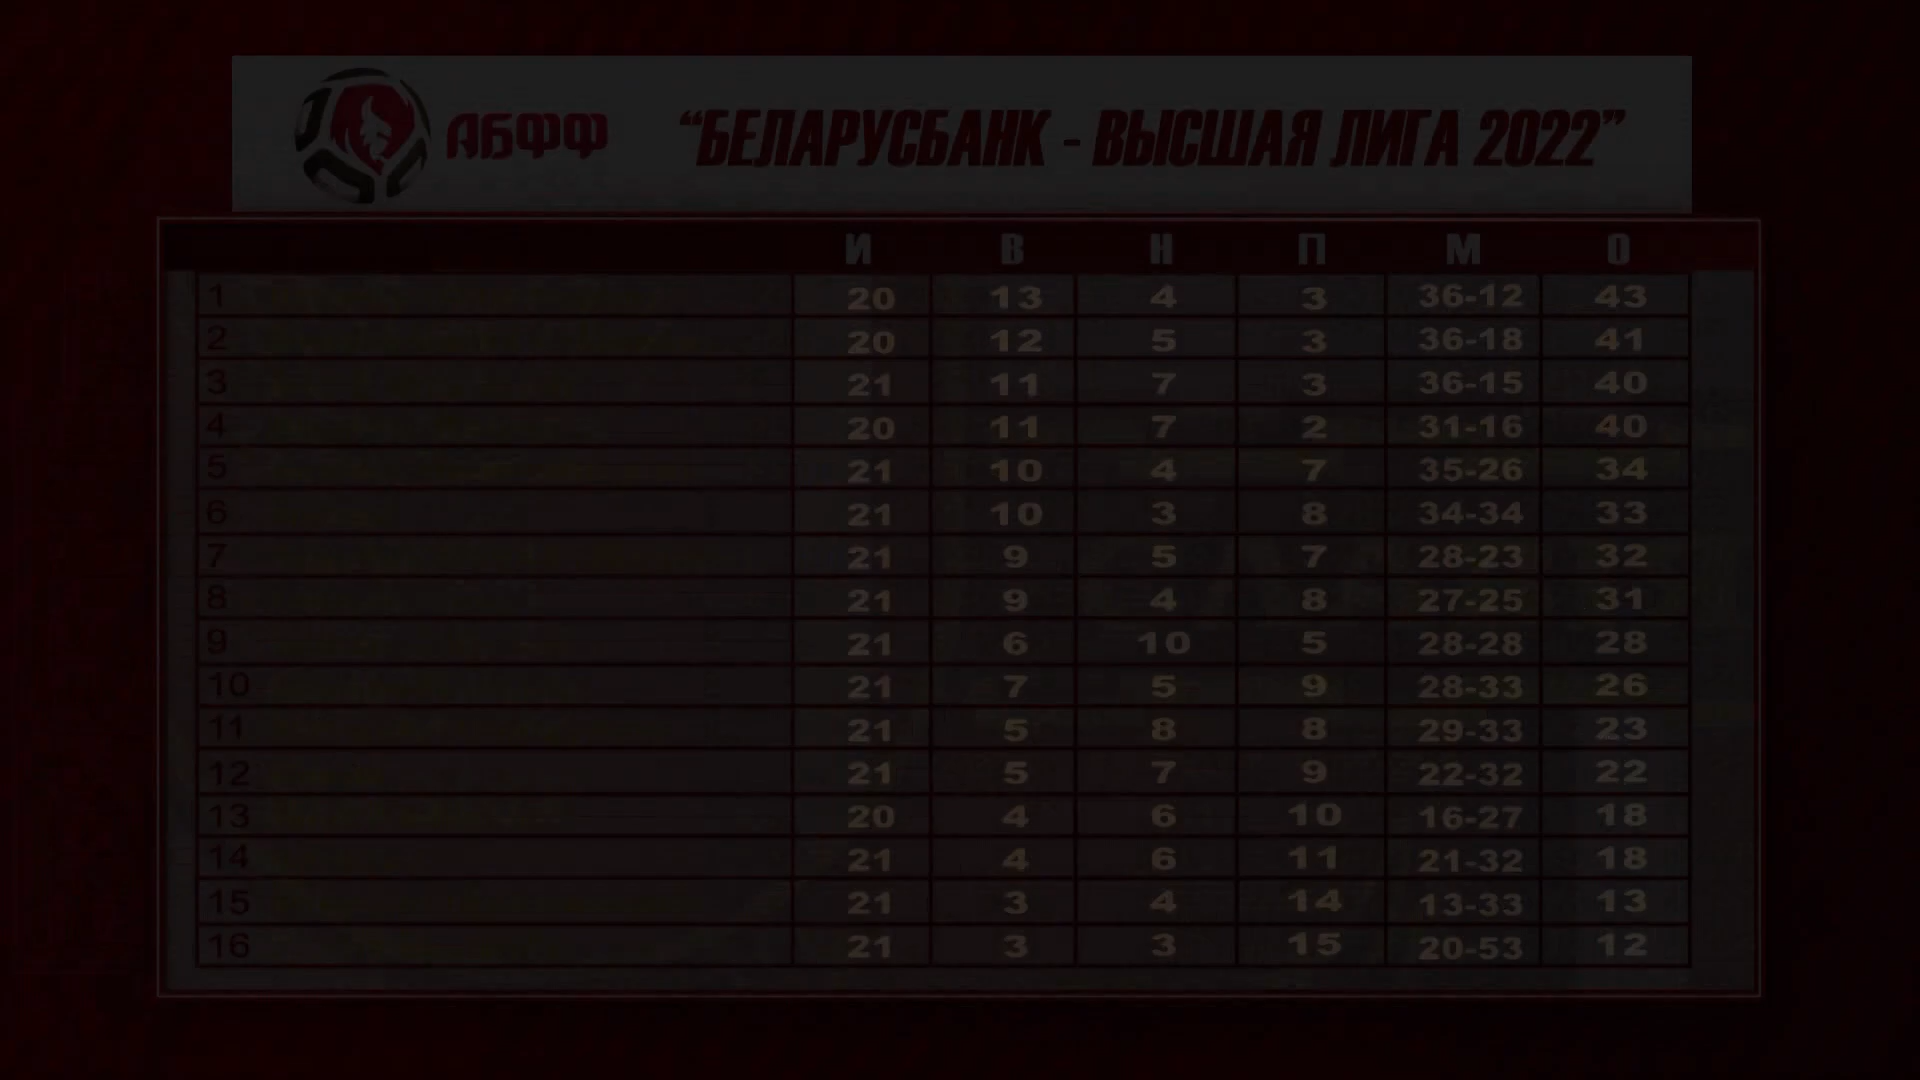 АБФФ "БЕЛАРУСБАНК - ВЫСШАЯ ЛИГА 2022"
И В Н П М О
1 20 13 4 3 36-12 43
2 20 12 5 3 36-18 41
3 21 11 7 3 36-15 40
4 20 11 7 2 31-16 40
5 21 10 4 7 35-26 34
6 21 10 3 8 34-34 33
7 21 9 5 7 28-23 32
8 21 9 4 8 27-25 31
9 21 6 10 5 28-28 28
10 21 7 5 9 28-33 26
11 21 5 8 8 29-33 23
12 21 5 7 9 22-32 22
13 20 4 6 10 16-27 18
14 21 4 6 11 21-32 18
15 21 3 4 14 13-33 13
16 21 3 3 15 20-53 12